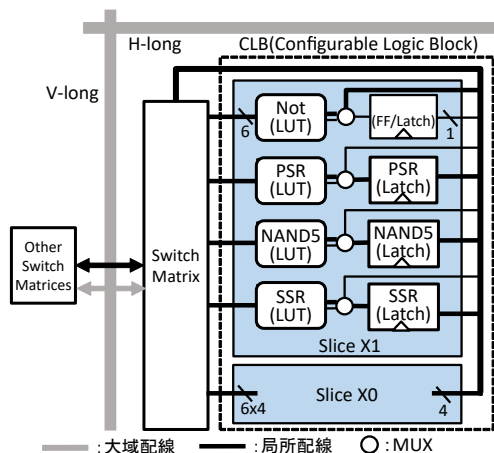 H-long
CLB(Configurable Logic Block)
V-long
Not
(LUT)
(FF/Latch)
6
1
PSR
(LUT)
PSR
(Latch)
NAND5
(LUT)
NAND5
(Latch)
Other
Switch
Matrices
Switch
Matrix
SSR
(LUT)
SSR
(Latch)
Slice X1
Slice X0
6x4
4
:大域配線
:局所配線
:MUX